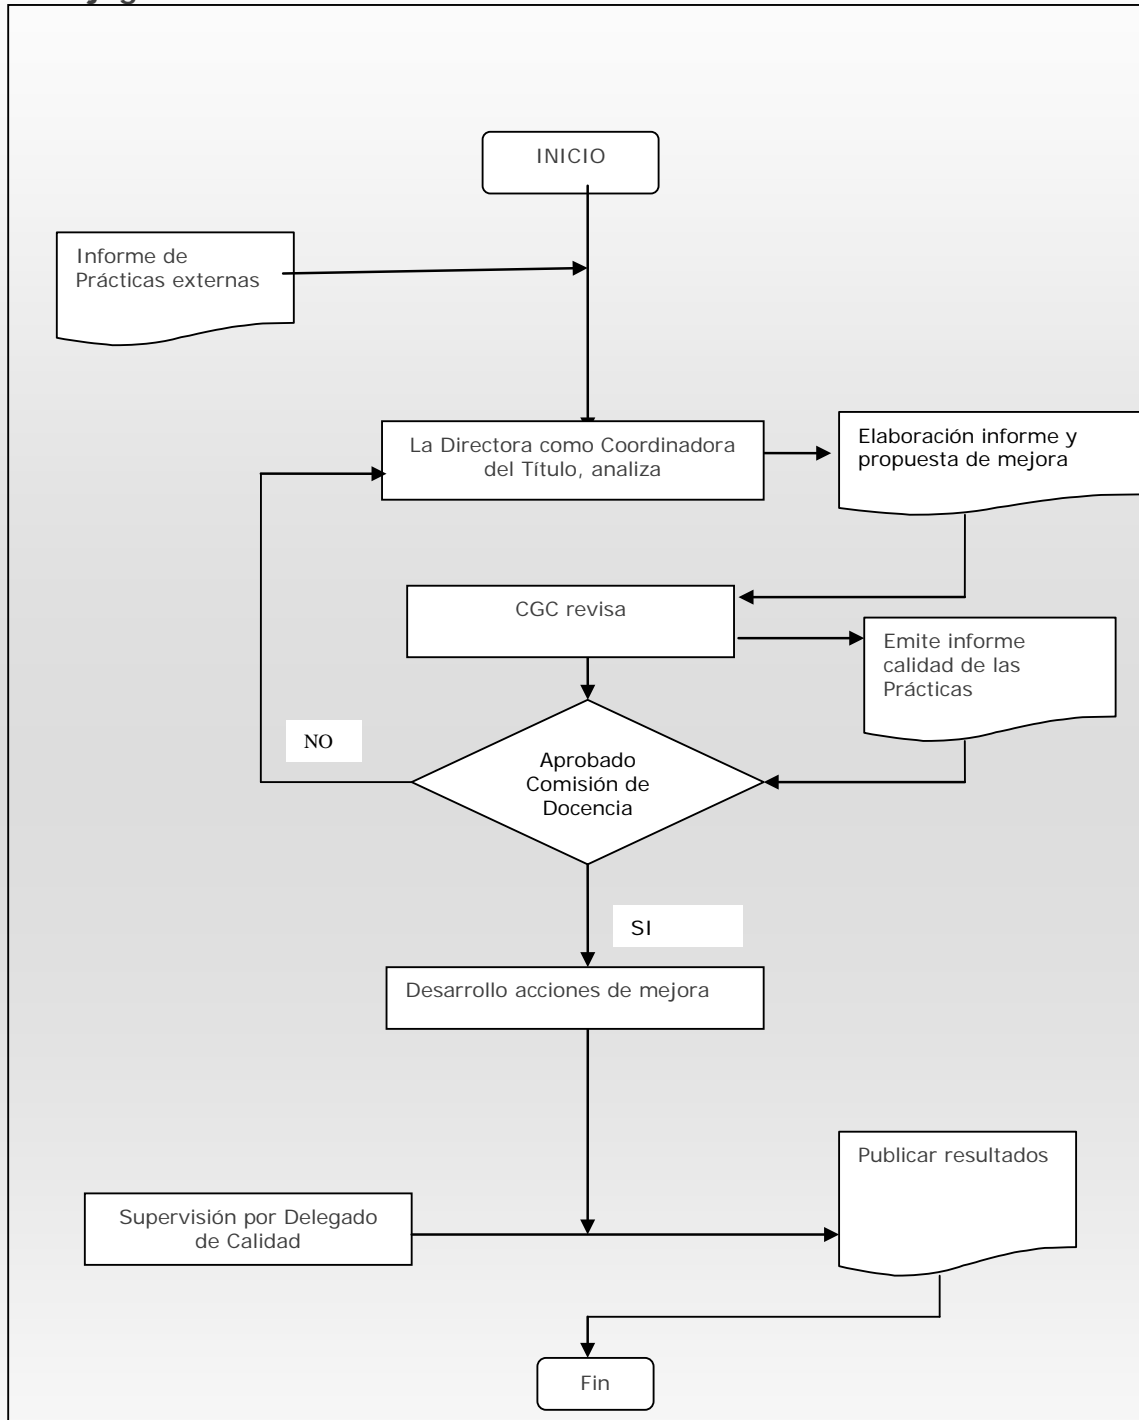 INICIO
Informe de
Prácticas externas
La Directora como Coordinadora
del Título, analiza
Elaboración informe y
propuesta de mejora
CGC revisa
Emite informe
calidad de las
Prácticas
NO
Aprobado
Comisión de
Docencia
SI
Desarrollo acciones de mejora
Publicar resultados
Supervisión por Delegado
de Calidad
Fin